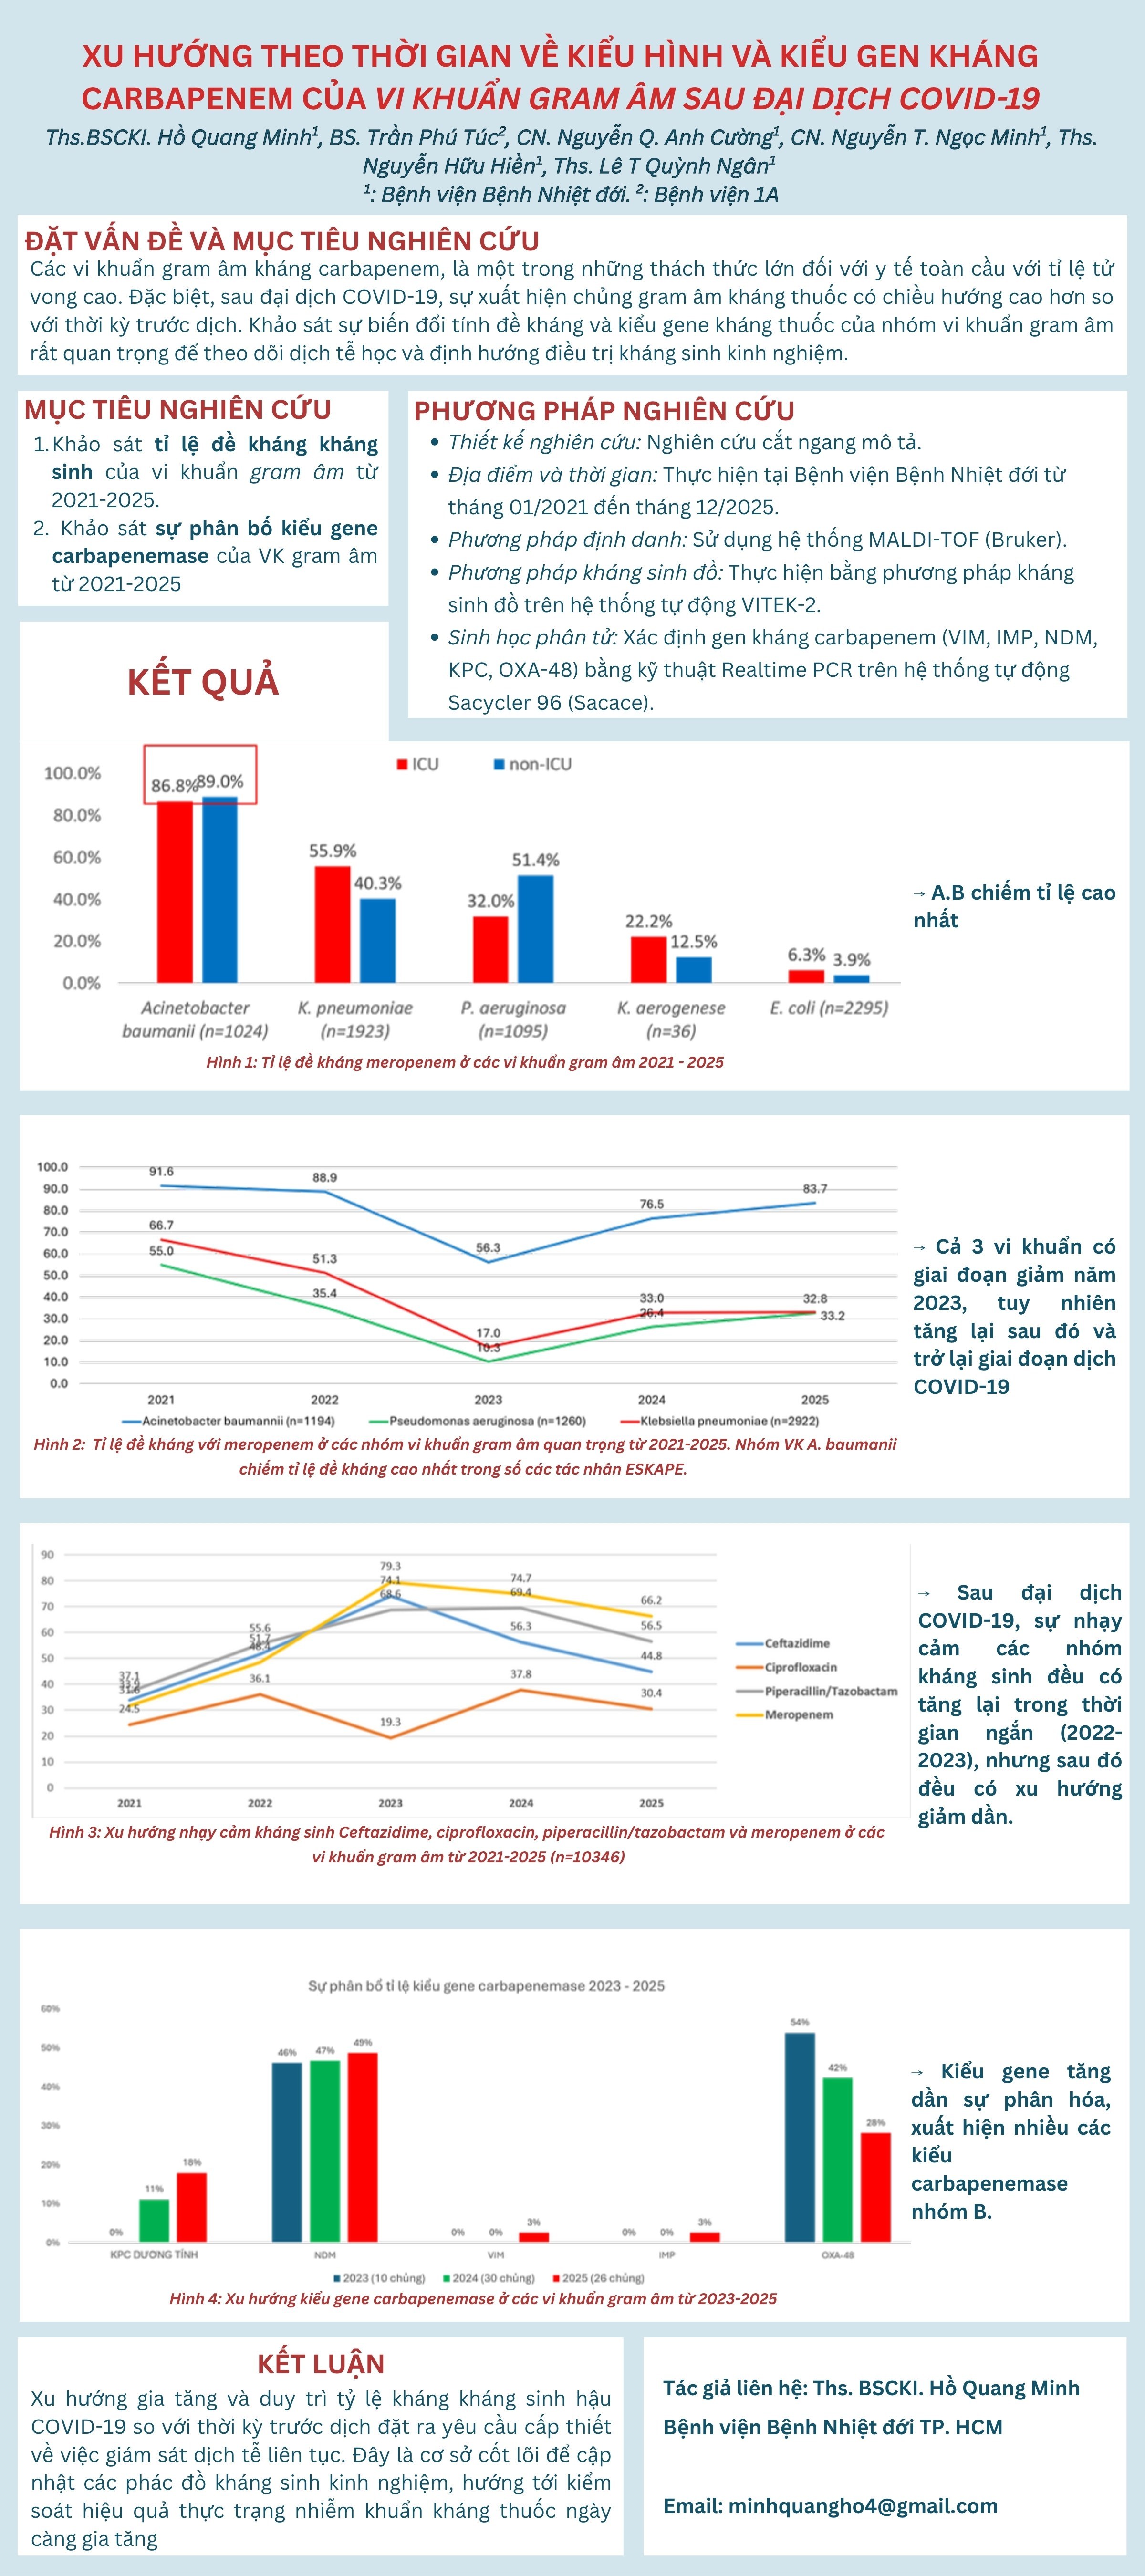 XU HƯỚNG THEO THỜI GIAN VỀ KIỂU HÌNH VÀ KIỂU GEN KHÁNG
CARBAPENEM CỦA VI KHUẨN GRAM ÂM SAU ĐẠI DỊCH COVID-19
Ths.BSCKI. Hồ Quang Minh¹, BS. Trần Phú Túc², CN. Nguyễn Q. Anh Cường¹, CN. Nguyễn T. Ngọc Minh¹, Ths.
Nguyễn Hữu Hiền¹, Ths. Lê T Quỳnh Ngân¹
¹: Bệnh viện Bệnh Nhiệt đới. ²: Bệnh viện 1A
ĐẶT VẤN ĐỀ VÀ MỤC TIÊU NGHIÊN CỨU
Các vi khuẩn gram âm kháng carbapenem, là một trong những thách thức lớn đối với y tế toàn cầu với tỉ lệ tử
vong cao. Đặc biệt, sau đại dịch COVID-19, sự xuất hiện chủng gram âm kháng thuốc có chiều hướng cao hơn so
với thời kỳ trước dịch. Khảo sát sự biến đổi tính đề kháng và kiểu gene kháng thuốc của nhóm vi khuẩn gram âm
rất quan trọng để theo dõi dịch tễ học và định hướng điều trị kháng sinh kinh nghiệm.
MỤC TIÊU NGHIÊN CỨU
1.Khảo sát tỉ lệ đề kháng kháng
sinh của vi khuẩn gram âm từ
2021-2025.
2. Khảo sát sự phân bố kiểu gene
carbapenemase của VK gram âm
từ 2021-2025
PHƯƠNG PHÁP NGHIÊN CỨU
• Thiết kế nghiên cứu: Nghiên cứu cắt ngang mô tả.
• Địa điểm và thời gian: Thực hiện tại Bệnh viện Bệnh Nhiệt đới từ
tháng 01/2021 đến tháng 12/2025.
• Phương pháp định danh: Sử dụng hệ thống MALDI-TOF (Bruker).
• Phương pháp kháng sinh đồ: Thực hiện bằng phương pháp kháng
sinh đồ trên hệ thống tự động VITEK-2.
• Sinh học phân tử: Xác định gen kháng carbapenem (VIM, IMP, NDM,
KPC, OXA-48) bằng kỹ thuật Realtime PCR trên hệ thống tự động
Sacycler 96 (Sacace).
KẾT QUẢ
ICU non-ICU
100.0%
80.0%
60.0%
40.0%
20.0%
0.0%
86.8% 89.0%
55.9% 40.3%
32.0% 51.4%
22.2% 12.5%
6.3% 3.9%
Acinetobacter
baumanii (n=1024)
K. pneumoniae
(n=1923)
P. aeruginosa
(n=1095)
K. aerogenese
(n=36)
E. coli (n=2295)
→ A.B chiếm tỉ lệ cao
nhất
Hình 1: Tỉ lệ đề kháng meropenem ở các vi khuẩn gram âm 2021 - 2025
100.0
90.0
80.0
70.0
60.0
50.0
40.0
30.0
20.0
10.0
0.0
91.6 88.9 56.3 76.5 83.7
66.7 51.3 17.0 33.0 32.8
55.0 35.4 10.3 26.4 33.2
2021 2022 2023 2024 2025
Acinetobacter baumannii (n=1194) Pseudomonas aeruginosa (n=1260) Klebsiella pneumoniae (n=2922)
→ Cả 3 vi khuẩn có
giai đoạn giảm năm
2023, tuy nhiên
tăng lại sau đó và
trở lại giai đoạn dịch
COVID-19
Hình 2: Tỉ lệ đề kháng với meropenem ở các nhóm vi khuẩn gram âm quan trọng từ 2021-2025. Nhóm VK A. baumanii
chiếm tỉ lệ đề kháng cao nhất trong số các tác nhân ESKAPE.
90
80
70
60
50
40
30
20
10
0
37.1
24.5
55.6
51.7
36.1
79.3
74.1
68.6
19.3
74.7
69.4
56.3
37.8
66.2
56.5
44.8
30.4
2021 2022 2023 2024 2025
Ceftazidime
Ciprofloxacin
Piperacillin/Tazobactam
Meropenem
→ Sau đại dịch
COVID-19, sự nhạy
cảm các nhóm
kháng sinh đều có
tăng lại trong thời
gian ngắn (2022-
2023), nhưng sau đó
đều có xu hướng
giảm dần.
Hình 3: Xu hướng nhạy cảm kháng sinh Ceftazidime, ciprofloxacin, piperacillin/tazobactam và meropenem ở các
vi khuẩn gram âm từ 2021-2025 (n=10346)
Sự phân bố tỉ lệ kiểu gene carbapenemase 2023 - 2025
60%
50%
40%
30%
20%
10%
0%
0% 11% 18%
46% 47% 49%
0% 0% 3%
0% 0% 3%
54% 42% 28%
KPC DƯƠNG TÍNH NDM VIM IMP OXA-48
2023 (10 chủng) 2024 (30 chủng) 2025 (26 chủng)
→ Kiểu gene tăng
dần sự phân hóa,
xuất hiện nhiều các
kiểu
carbapenemase
nhóm B.
Hình 4: Xu hướng kiểu gene carbapenemase ở các vi khuẩn gram âm từ 2023-2025
KẾT LUẬN
Xu hướng gia tăng và duy trì tỷ lệ kháng kháng sinh hậu
COVID-19 so với thời kỳ trước dịch đặt ra yêu cầu cấp thiết
về việc giám sát dịch tễ liên tục. Đây là cơ sở cốt lõi để cập
nhật các phác đồ kháng sinh kinh nghiệm, hướng tới kiểm
soát hiệu quả thực trạng nhiễm khuẩn kháng thuốc ngày
càng gia tăng
Tác giả liên hệ: Ths. BSCKI. Hồ Quang Minh
Bệnh viện Bệnh Nhiệt đới TP. HCM
Email: minhquangho4@gmail.com